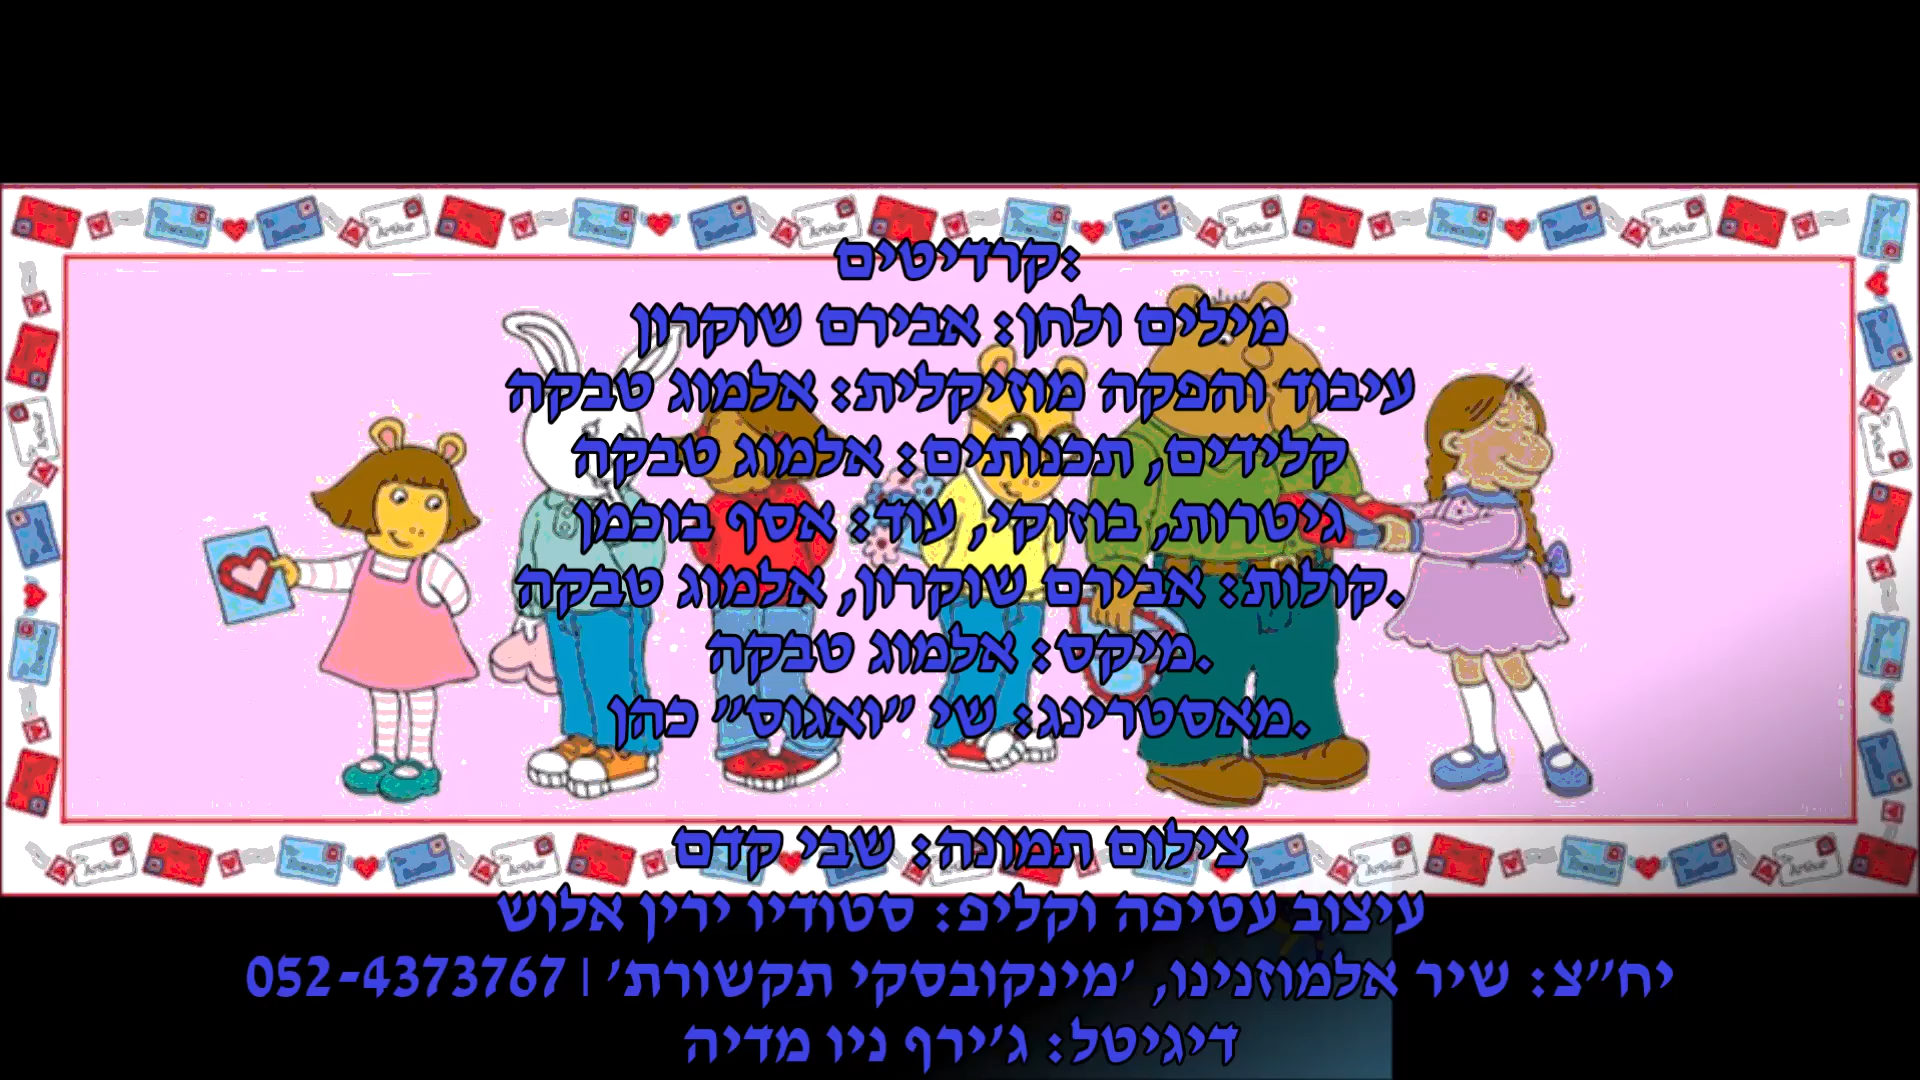 קרדיטים:
מילים ולחן: אבירם שוקרון
עיבוד והפקה מוזיקלית: אלמוג טבקה
קלידים, תכנותים: אלמוג טבקה
גיטרות, בוזוקי, עוד: אסף בוכמן
קולות: אבירם שוקרון, אלמוג טבקה.
מיקס: אלמוג טבקה.
מאסטרינג: שי "ואגוס" כהן.
צילום תמונה: שבי קדם
עיצוב עטיפה וקליפ: סטודיו ירין אלוש
יח"צ: שיר אלמוזנינו, 'מינקובסקי תקשורת' | 052-4373767
דיגיטל: ג'ירף ניו מדיה